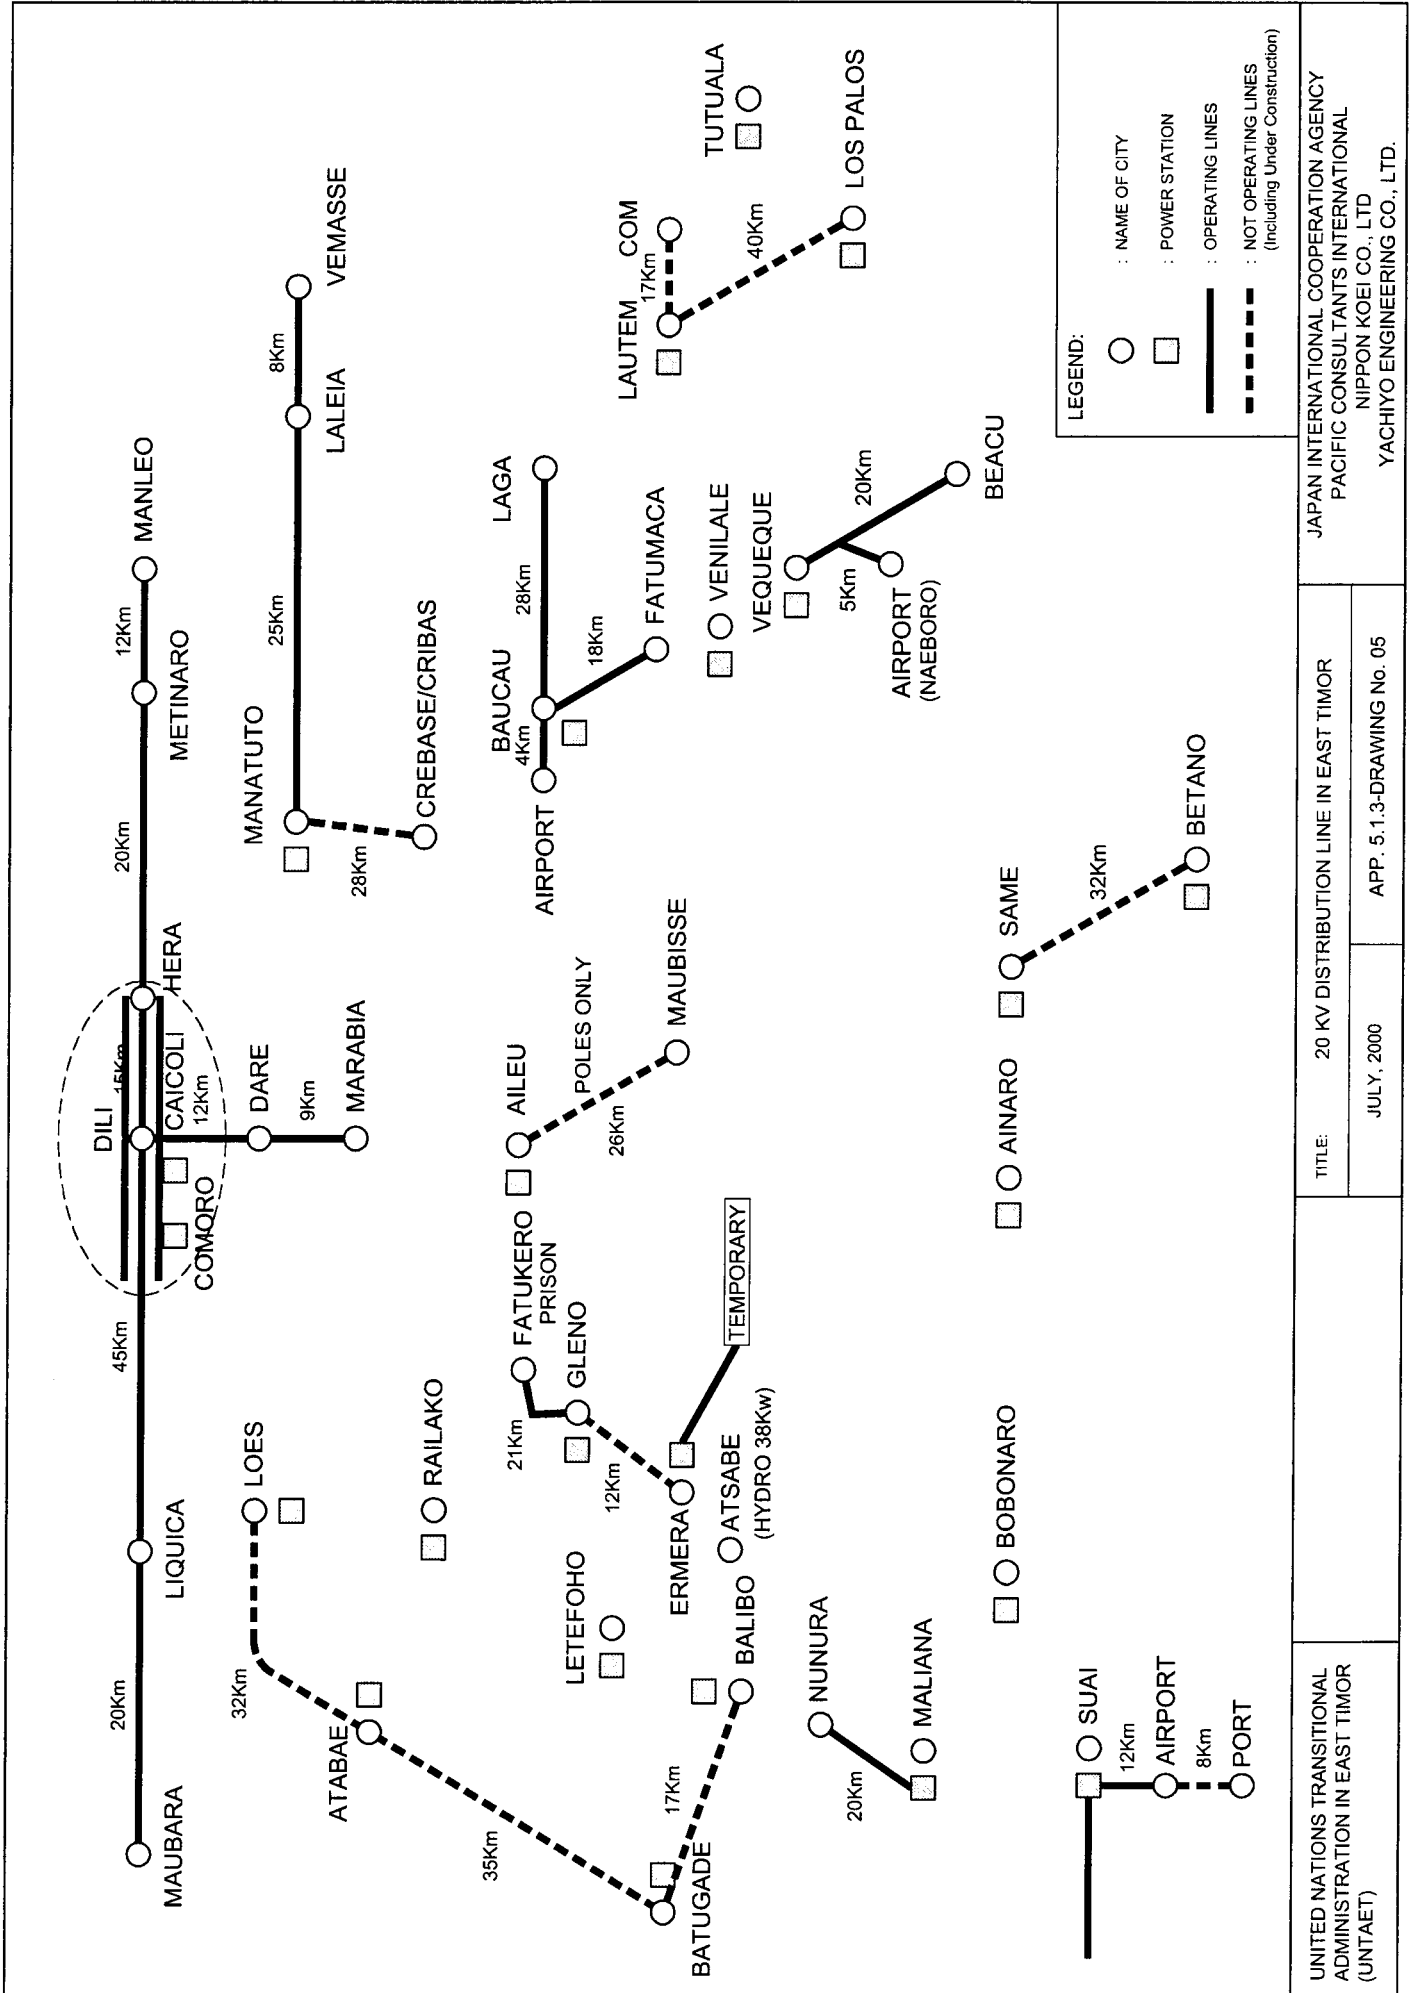 MAUBARA
20Km
LIQUICA
45Km
DILI
15Km
COMORO
CAICOLI
HERA
20Km
METINARO
12Km
MANLEO
12Km
DARE
9Km
MARABIA
MANATUTO
25Km
LALEIA
8Km
VEMASSE
28Km
CREBASE/CRIBAS
LOES
32Km
ATABAE
35Km
BATUGADE
17Km
BALIBO
RAILAKO
LETEFOHO
FATUKERO
PRISON
21Km
GLENO
12Km
ERMERA
TEMPORARY
ATSABE
(HYDRO 38Kw)
AILEU
POLES ONLY
26Km
MAUBISSE
AIRPORT
4Km
BAUCAU
28Km
LAGA
18Km
FATUMACA
VENILALE
VEQUEQUE
5Km
20Km
AIRPORT
(NAEBORO)
BEACU
LAUTEM
COM
17Km
40Km
LOS PALOS
TUTUALA
NUNURA
20Km
MALIANA
BOBONARO
AINARO
SAME
32Km
BETANO
SUAI
12Km
AIRPORT
8Km
PORT
LEGEND:
: NAME OF CITY
: POWER STATION
: OPERATING LINES
: NOT OPERATING LINES
(Including Under Construction)
UNITED NATIONS TRANSITIONAL
ADMINISTRATION IN EAST TIMOR
(UNTAET)
TITLE: 20 KV DISTRIBUTION LINE IN EAST TIMOR
JULY, 2000
APP. 5.1.3-DRAWING No. 05
JAPAN INTERNATIONAL COOPERATION AGENCY
PACIFIC CONSULTANTS INTERNATIONAL
NIPPON KOEI CO., LTD
YACHIYO ENGINEERING CO., LTD.